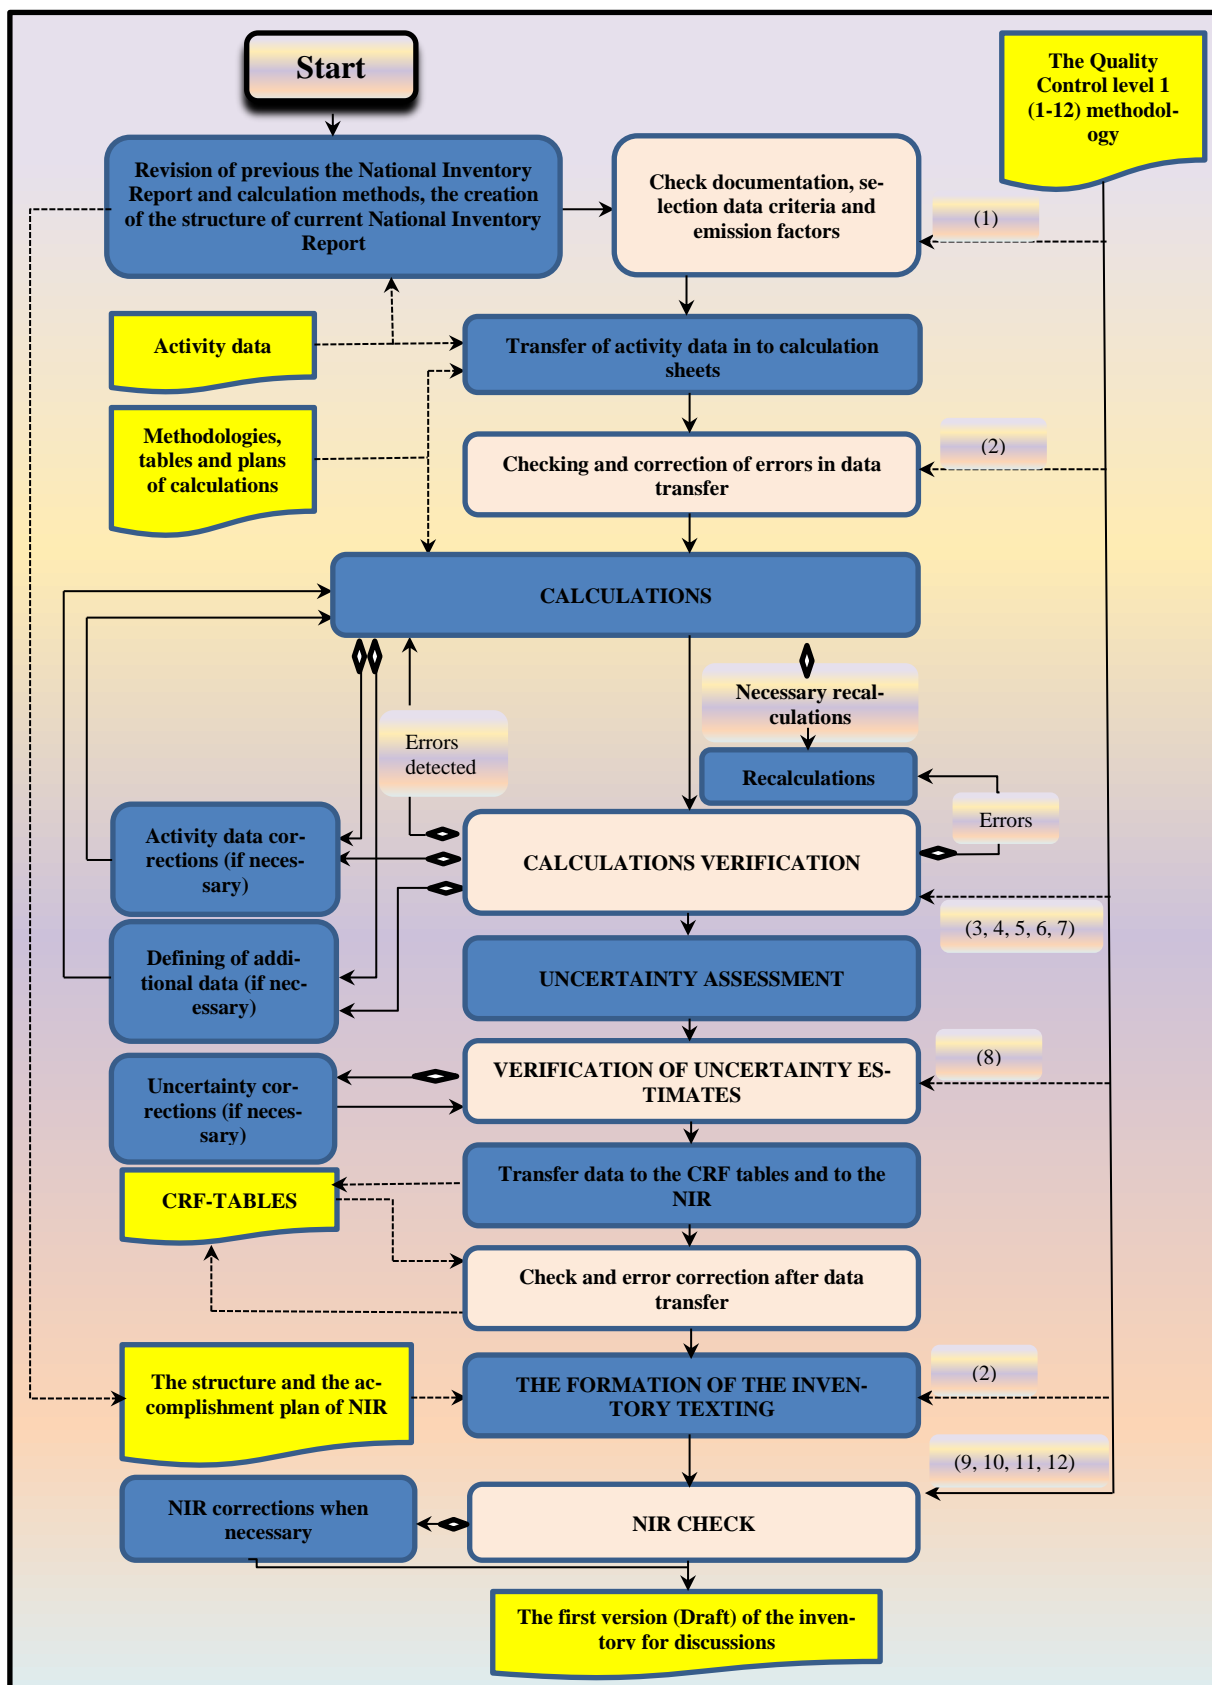 Start
The Quality
Control level 1
(1-12) methodol-
ogy
Revision of previous the National Inventory
Report and calculation methods, the creation
of the structure of current National Inventory
Report
Check documentation, se-
lection data criteria and
emission factors
(1)
Activity data
Transfer of activity data in to calculation
sheets
Methodologies,
tables and plans
of calculations
Checking and correction of errors in data
transfer
(2)
CALCULATIONS
Necessary recal-
culations
Errors
detected
Recalculations
Errors
Activity data cor-
rections (if neces-
sary)
CALCULATIONS VERIFICATION
(3, 4, 5, 6, 7)
Defining of addi-
tional data (if nec-
essary)
UNCERTAINTY ASSESSMENT
(8)
Uncertainty cor-
rections (if neces-
sary)
VERIFICATION OF UNCERTAINTY ES-
TIMATES
CRF-TABLES
Transfer data to the CRF tables and to the
NIR
Check and error correction after data
transfer
The structure and the ac-
complishment plan of NIR
THE FORMATION OF THE INVEN-
TORY TEXTING
(2)
(9, 10, 11, 12)
NIR corrections when
necessary
NIR CHECK
The first version (Draft) of the inven-
tory for discussions